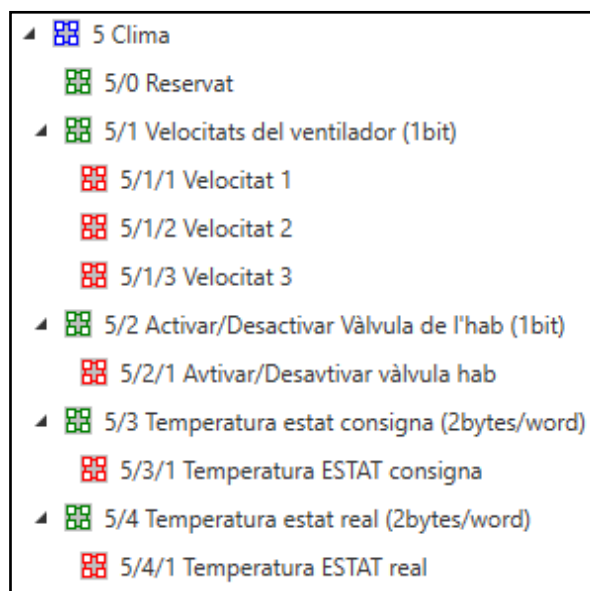 5 Clima
5/0 Reservat
5/1 Velocitats del ventilador (1bit)
5/1/1 Velocitat 1
5/1/2 Velocitat 2
5/1/3 Velocitat 3
5/2 Activar/Desactivar Vàlvula de l'hab (1bit)
5/2/1 Avtivar/Desavtivar vàlvula hab
5/3 Temperatura estat consigna (2bytes/word)
5/3/1 Temperatura ESTAT consigna
5/4 Temperatura estat real (2bytes/word)
5/4/1 Temperatura ESTAT real